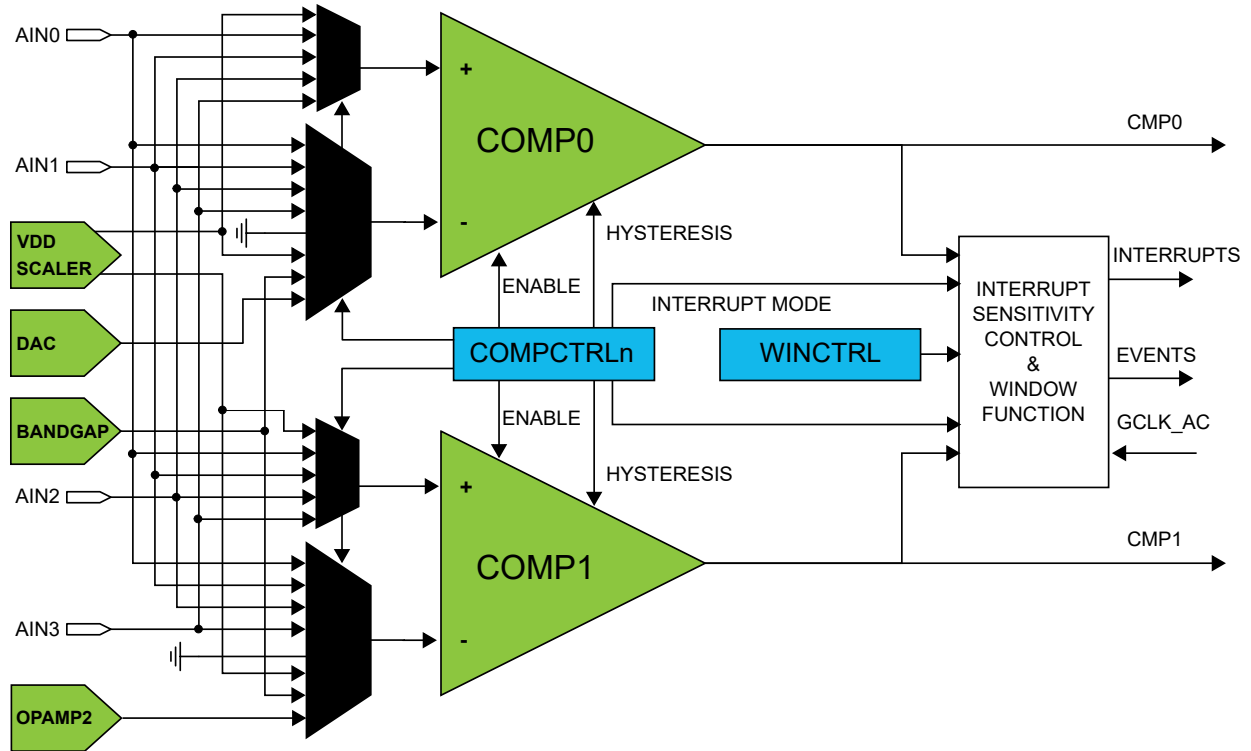 AIN0
+
COMP0
-
CMP0
AIN1
VDD
SCALER
HYSTERESIS
ENABLE
INTERRUPT MODE
INTERRUPTS
INTERRUPT
SENSITIVITY
CONTROL
&
WINDOW
FUNCTION
DAC
COMPCTRLn
WINCTRL
EVENTS
BANDGAP
ENABLE
GCLK_AC
HYSTERESIS
AIN2
+
COMP1
-
CMP1
AIN3
OPAMP2